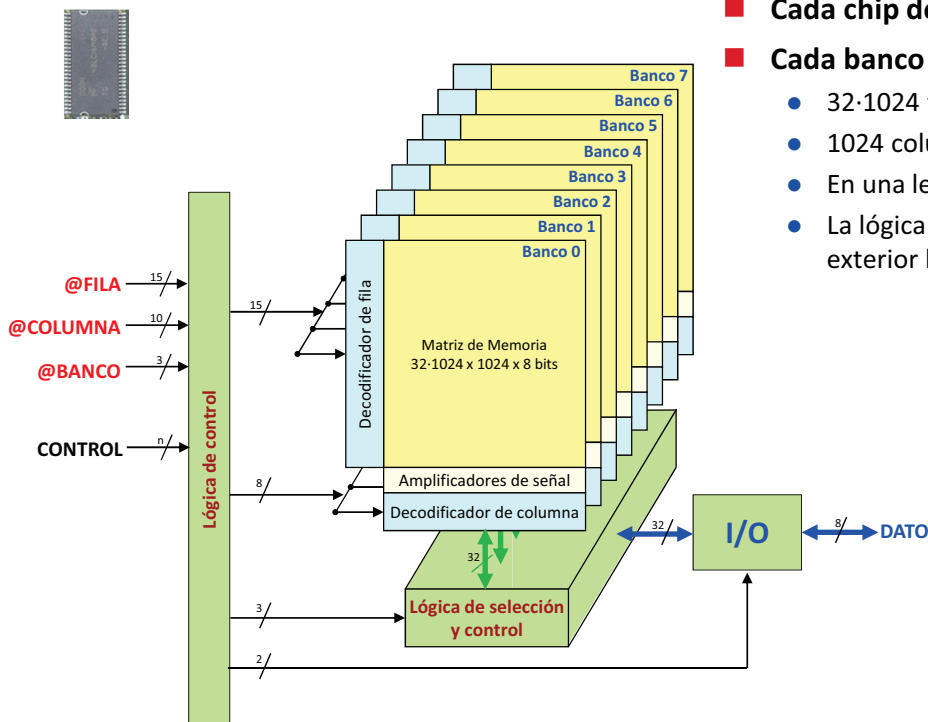 Cada chip de
Cada banco
32·1024
1024
En una
La lógica
exterior
Banco 7
Banco 6
Banco 5
Banco 4
Banco 3
Banco 2
Banco 1
Banco 0
@FILA
15
@COLUMNA
10
@BANCO
3
CONTROL
n
Lógica de control
15
8
3
2
Decodificador de fila
Matriz de Memoria
32·1024 x 1024 x 8 bits
Amplificadores de señal
Decodificador de columna
32
Lógica de selección
y control
32
I/O
8
DATO